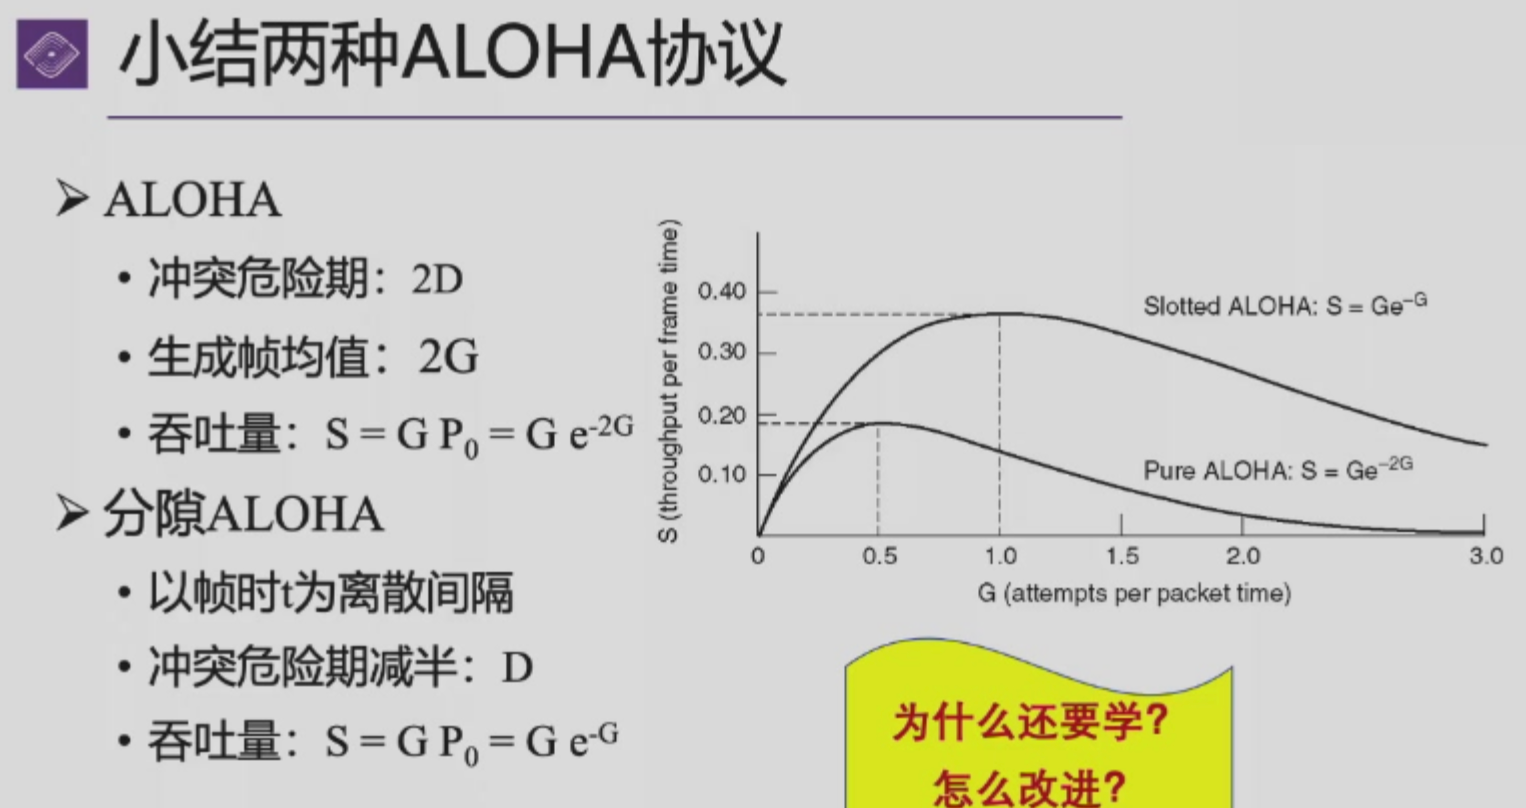 小结两种ALOHA协议
➢ ALOHA
• 冲突危险期：2D
• 生成帧均值：2G
• 吞吐量：S = G P₀ = G e⁻²ᴳ
➢ 分隙ALOHA
• 以帧时t为离散间隔
• 冲突危险期减半：D
• 吞吐量：S = G P₀ = G e⁻ᴳ
S (throughput per frame time)
0.40
0.30
0.20
0.10
Slotted ALOHA: S = Ge⁻ᴳ
Pure ALOHA: S = Ge⁻²ᴳ
0 0.5 1.0 1.5 2.0 3.0
G (attempts per packet time)
为什么还要学?
怎么改进?